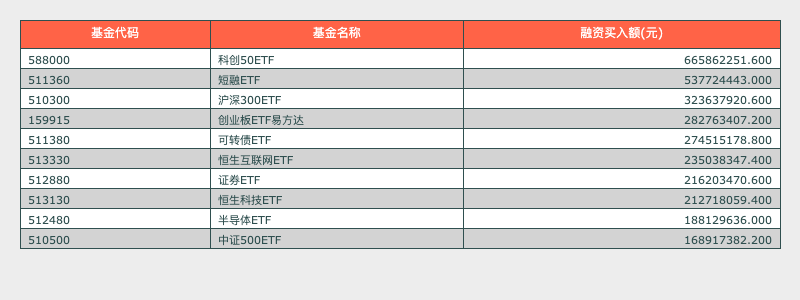 基金代码 基金名称 融资买入额(元)
588000 科创50ETF 665862251.600
511360 短融ETF 537724443.000
510300 沪深300ETF 323637920.600
159915 创业板ETF易方达 282763407.200
511380 可转债ETF 274515178.800
513330 恒生互联网ETF 235038347.400
512880 证券ETF 216203470.600
513130 恒生科技ETF 212718059.400
512480 半导体ETF 188129636.000
510500 中证500ETF 168917382.200